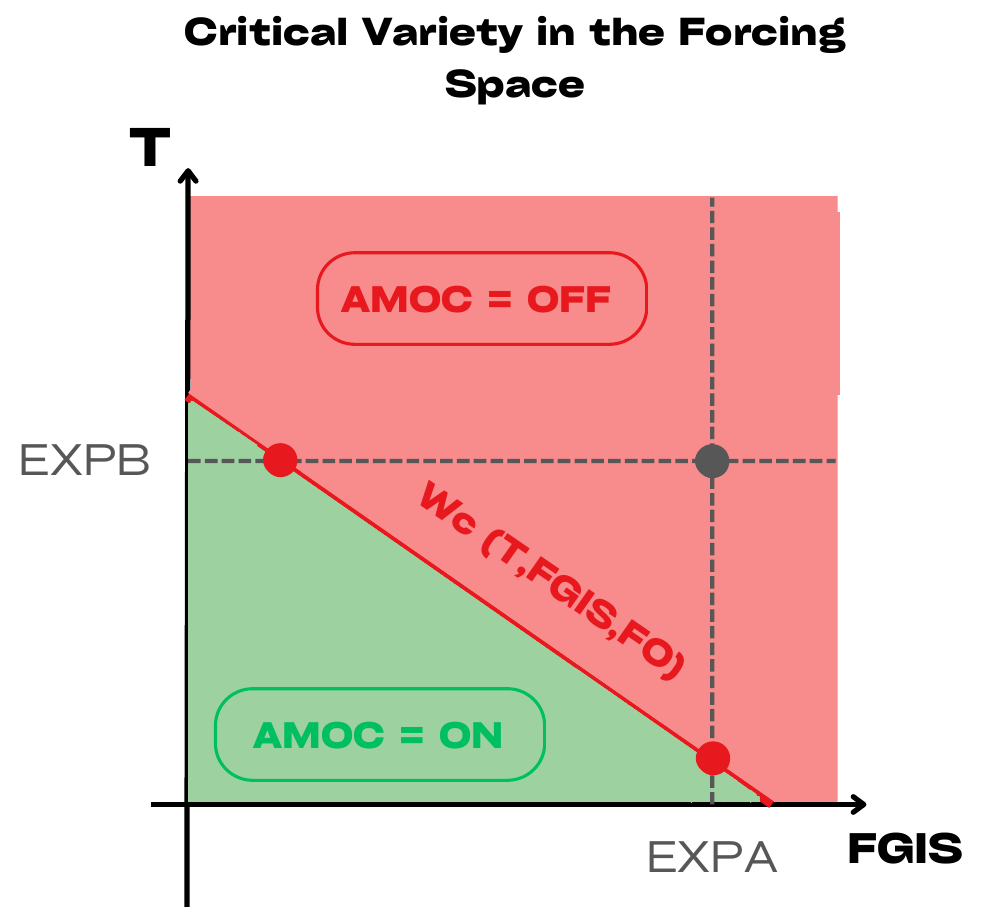 Critical Variety in the Forcing
Space
T
AMOC = OFF
EXPB
Wc (T,FGIS,FO)
AMOC = ON
EXPA
FGIS